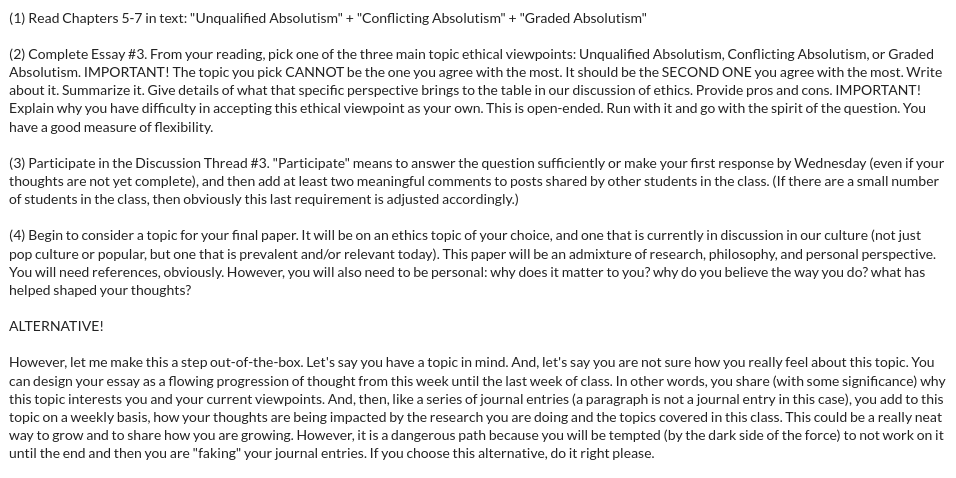 (1) Read Chapters 5-7 in text: "Unqualified Absolutism" + "Conflicting Absolutism" + "Graded Absolutism"
(2) Complete Essay #3. From your reading, pick one of the three main topic ethical viewpoints: Unqualified Absolutism, Conflicting Absolutism, or Graded
Absolutism. IMPORTANT! The topic you pick CANNOT be the one you agree with the most. It should be the SECOND ONE you agree with the most. Write
about it. Summarize it. Give details of what that specific perspective brings to the table in our discussion of ethics. Provide pros and cons. IMPORTANT!
Explain why you have difficulty in accepting this ethical viewpoint as your own. This is open-ended. Run with it and go with the spirit of the question. You
have a good measure of flexibility.
(3) Participate in the Discussion Thread #3. "Participate" means to answer the question sufficiently or make your first response by Wednesday (even if your
thoughts are not yet complete), and then add at least two meaningful comments to posts shared by other students in the class. (If there are a small number
of students in the class, then obviously this last requirement is adjusted accordingly.)
(4) Begin to consider a topic for your final paper. It will be on an ethics topic of your choice, and one that is currently in discussion in our culture (not just
pop culture or popular, but one that is prevalent and/or relevant today). This paper will be an admixture of research, philosophy, and personal perspective.
You will need references, obviously. However, you will also need to be personal: why does it matter to you? why do you believe the way you do? what has
helped shaped your thoughts?
ALTERNATIVE!
However, let me make this a step out-of-the-box. Let's say you have a topic in mind. And, let's say you are not sure how you really feel about this topic. You
can design your essay as a flowing progression of thought from this week until the last week of class. In other words, you share (with some significance) why
this topic interests you and your current viewpoints. And, then, like a series of journal entries (a paragraph is not a journal entry in this case), you add to this
topic on a weekly basis, how your thoughts are being impacted by the research you are doing and the topics covered in this class. This could be a really neat
way to grow and to share how you are growing. However, it is a dangerous path because you will be tempted (by the dark side of the force) to not work on it
until the end and then you are "faking" your journal entries. If you choose this alternative, do it right please.